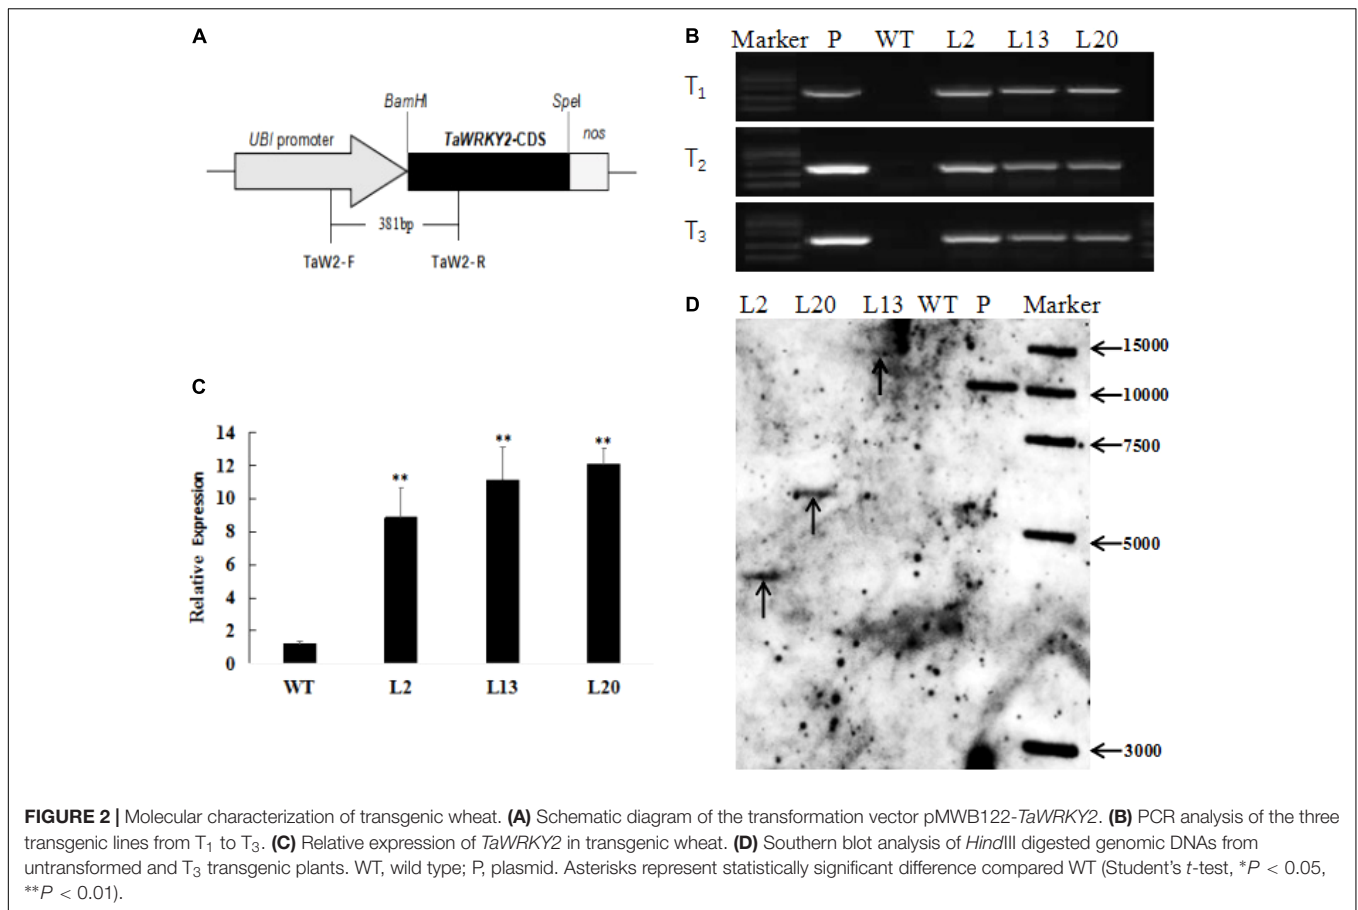 A
BamHI
SpeI
UBI promoter
TaWRKY2-CDS
nos
381bp
TaW2-F
TaW2-R
B
Marker P WT L2 L13 L20
T1
T2
T3
C
Relative Expression
14
12
10
8
6
4
2
0
** ** **
WT L2 L13 L20
D
L2 L20 L13 WT P Marker
15000
10000
7500
5000
3000
FIGURE 2 | Molecular characterization of transgenic wheat. (A) Schematic diagram of the transformation vector pMWB122-TaWRKY2. (B) PCR analysis of the three
transgenic lines from T1 to T3. (C) Relative expression of TaWRKY2 in transgenic wheat. (D) Southern blot analysis of HindIII digested genomic DNAs from
untransformed and T3 transgenic plants. WT, wild type; P, plasmid. Asterisks represent statistically significant difference compared WT (Student's t-test, *P < 0.05,
**P < 0.01).